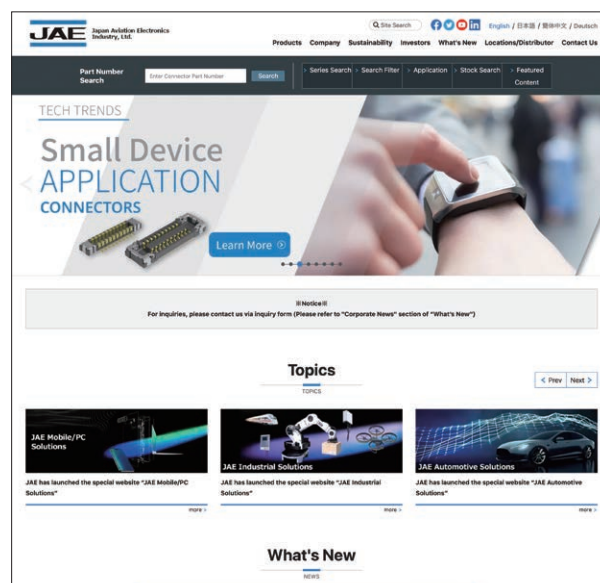 JAE
Japan Aviation Electronics
Industry, Ltd.
Site Search
English / 日本語 / 簡体中文 / Deutsch
Products Company Sustainability Investors What's New Locations/Distributor Contact Us
Part Number
Search
Enter Connector Part Number
Search
> Series Search > Search Filter > Application > Stock Search > Featured
Content
TECH TRENDS
Small Device
APPLICATION
CONNECTORS
Learn More
※Notice※
For inquiries, please contact us via inquiry form (Please refer to "Corporate News" section of "What's New")
Topics
TOPICS
< Prev Next >
JAE Mobile/PC
Solutions
JAE Industrial Solutions
JAE Automotive Solutions
JAE has launched the special website "JAE Mobile/PC
Solutions"
more >
JAE has launched the special website "JAE Industrial
Solutions"
more >
JAE has launched the special website "JAE Automotive
Solutions"
more >
What's New
NEWS